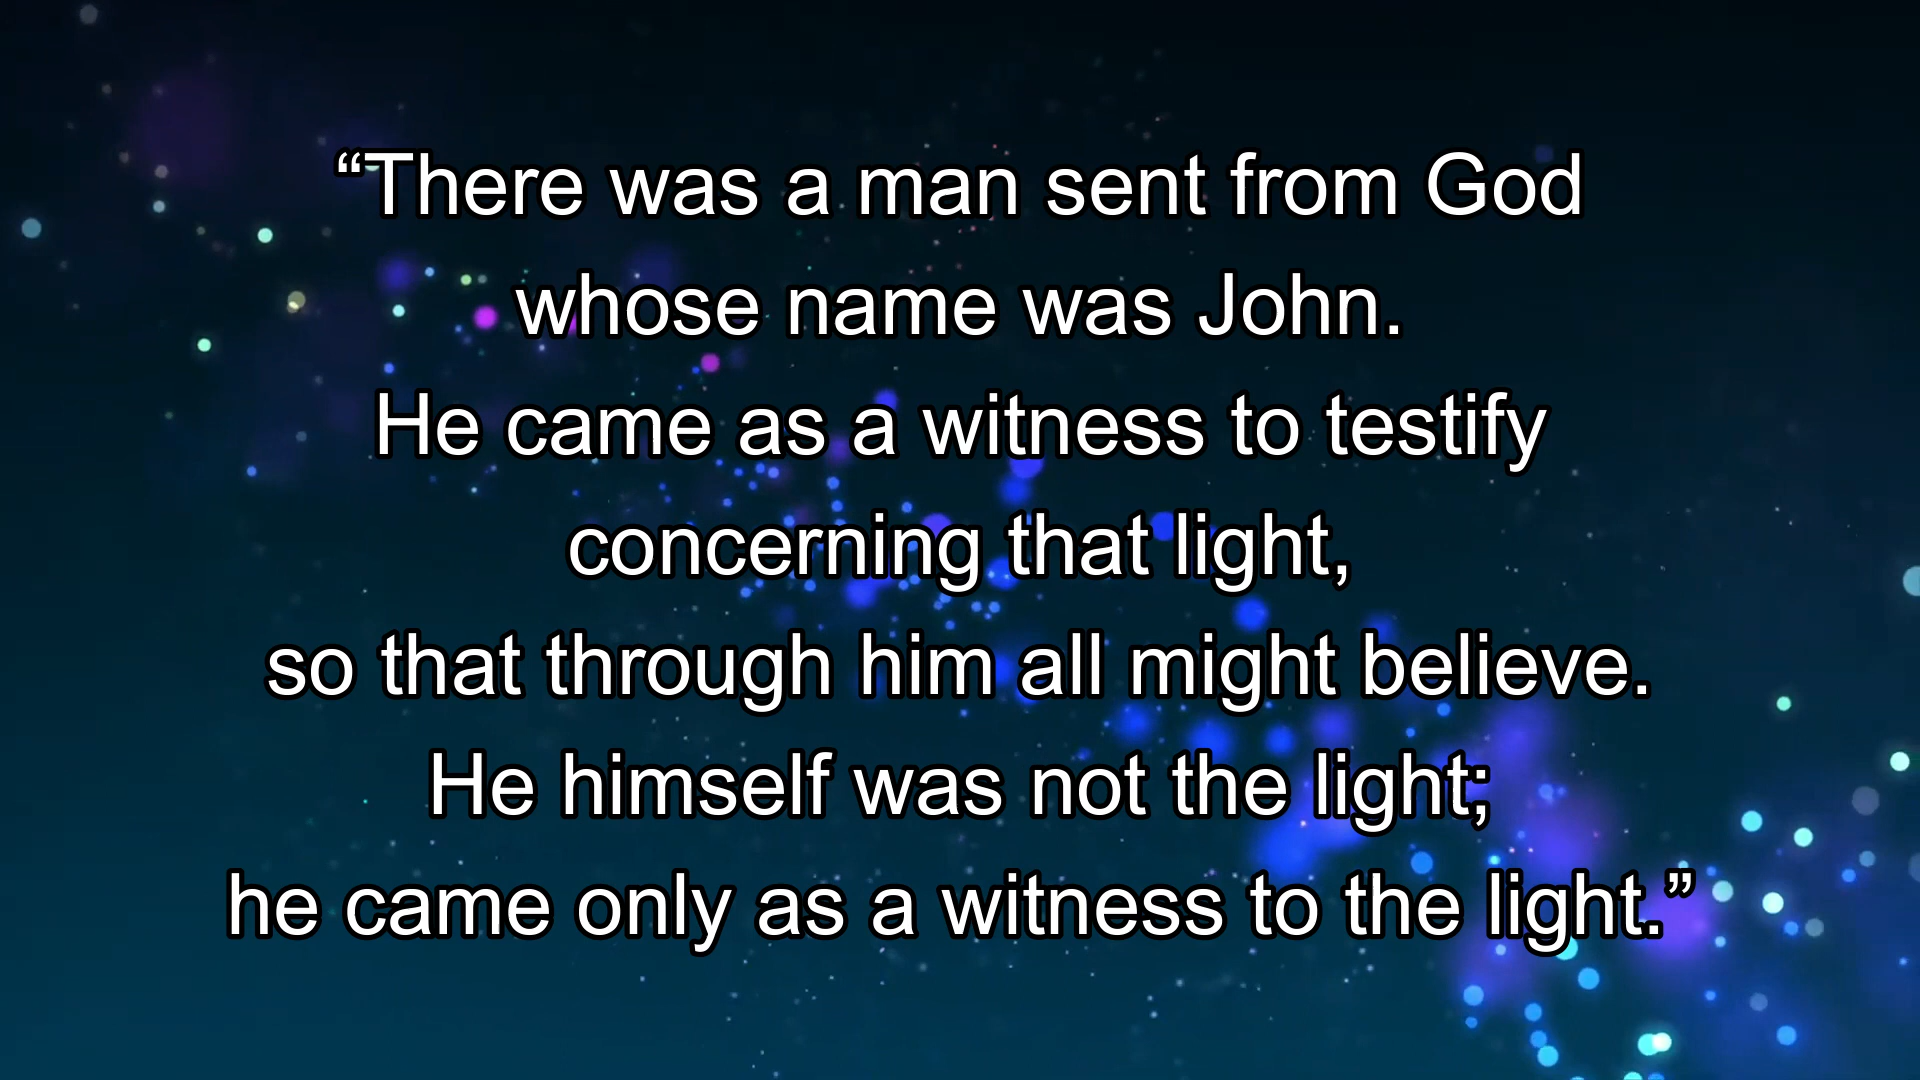 “There was a man sent from God
whose name was John.
He came as a witness to testify
concerning that light,
so that through him all might believe.
He himself was not the light;
he came only as a witness to the light.”